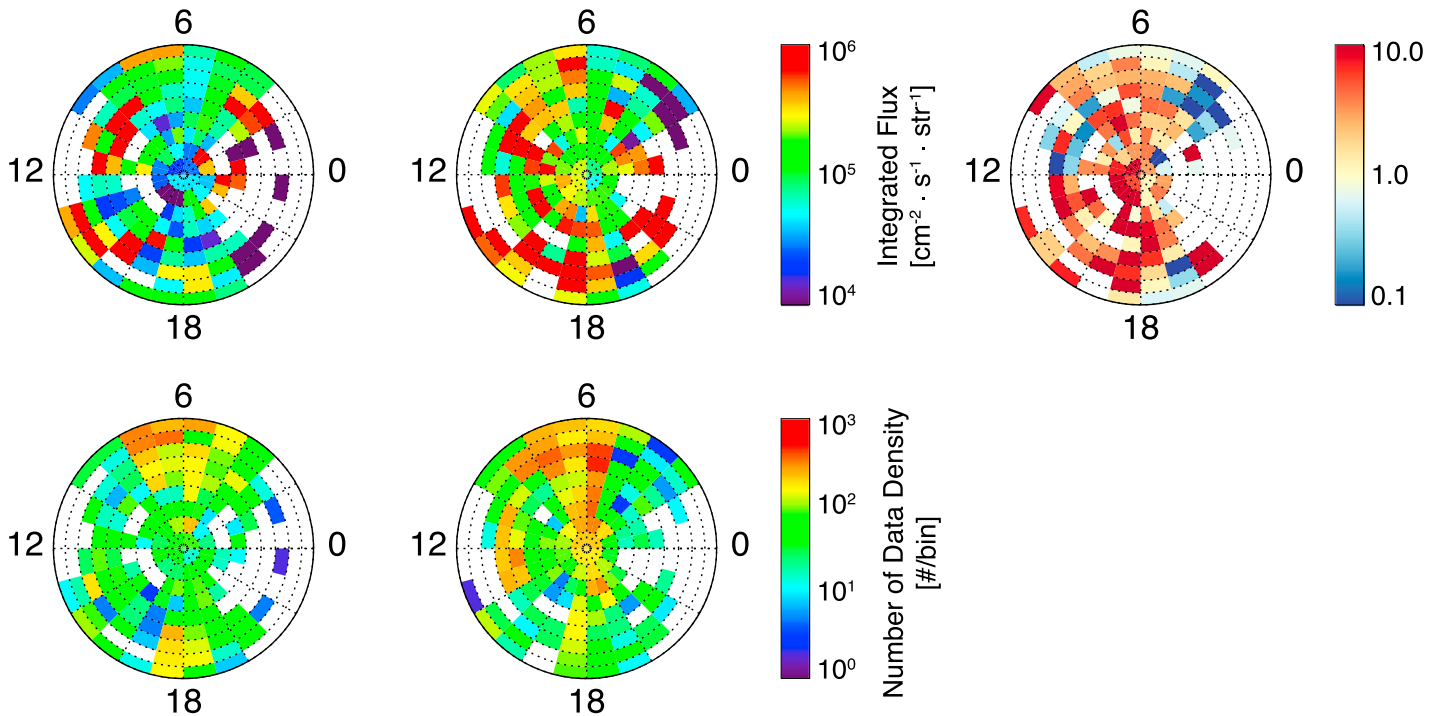 6 6 6
12 0 12 0 12 0
18 18 18
10⁶
10⁵
10⁴
Integrated Flux
[cm⁻² · s⁻¹ · str⁻¹]
10.0
1.0
0.1
6 6
12 0 12 0
18 18
10³
10²
10¹
10⁰
Number of Data Density
[#/bin]